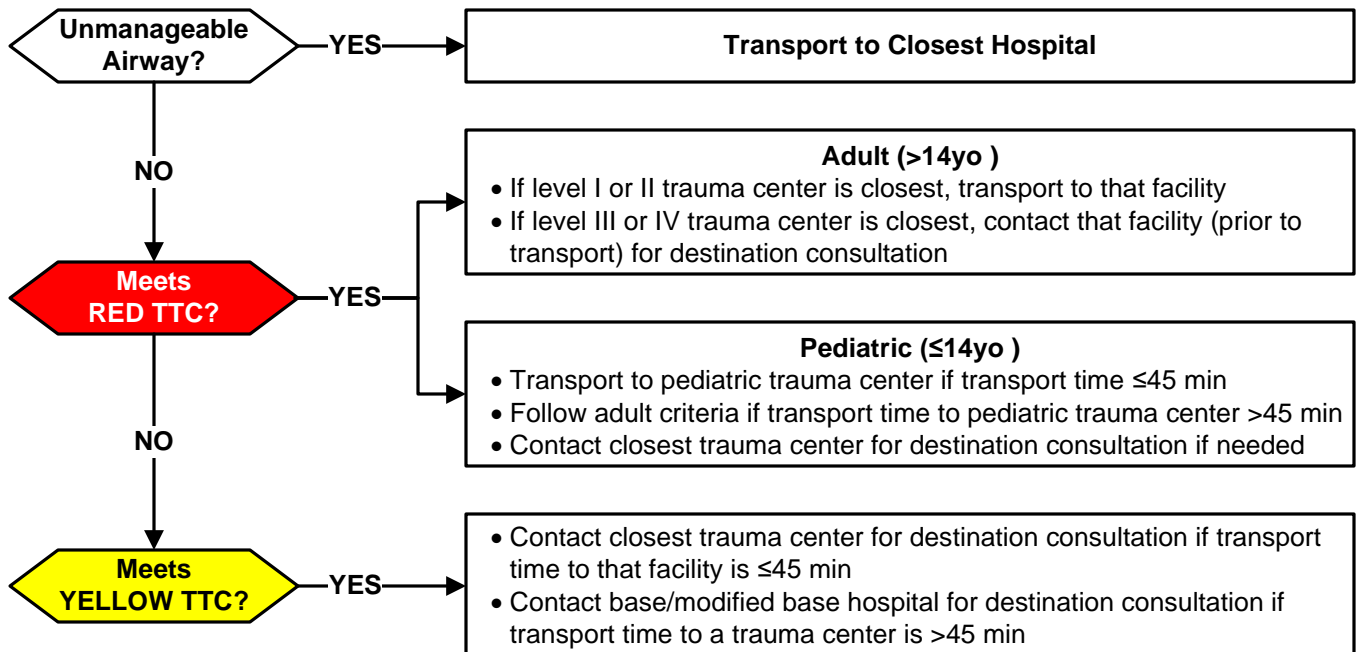 Unmanageable
Airway?
YES
Transport to Closest Hospital
NO
Adult (>14yo )
• If level I or II trauma center is closest, transport to that facility
• If level III or IV trauma center is closest, contact that facility (prior to
transport) for destination consultation
Meets
RED TTC?
YES
Pediatric (≤14yo )
• Transport to pediatric trauma center if transport time ≤45 min
• Follow adult criteria if transport time to pediatric trauma center >45 min
• Contact closest trauma center for destination consultation if needed
NO
Meets
YELLOW TTC?
YES
• Contact closest trauma center for destination consultation if transport
time to that facility is ≤45 min
• Contact base/modified base hospital for destination consultation if
transport time to a trauma center is >45 min